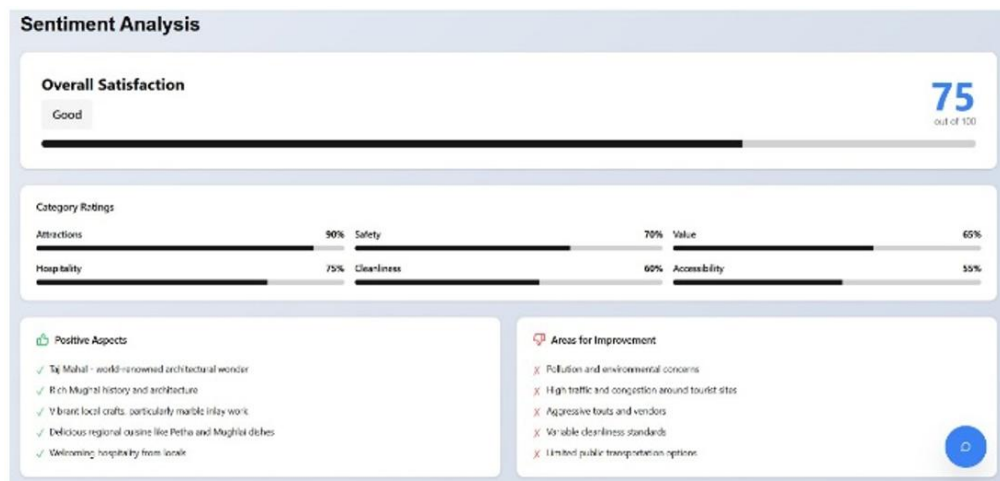 Sentiment Analysis
Overall Satisfaction
Good
75
out of 100
Category Ratings
Attractions 90% Safety 70% Value 65%
Hospitality 75% Cleanliness 60% Accessibility 55%
Positive Aspects
Taj Mahal - world-renowned architectural wonder
Rich Mughal history and architecture
Vibrant local crafts, particularly marble inlay work
Delicious regional cuisine like Petha and Mughlai dishes
Welcoming hospitality from locals
Areas for Improvement
Pollution and environmental concerns
High traffic and congestion around tourist sites
Aggressive touts and vendors
Variable cleanliness standards
Limited public transportation options